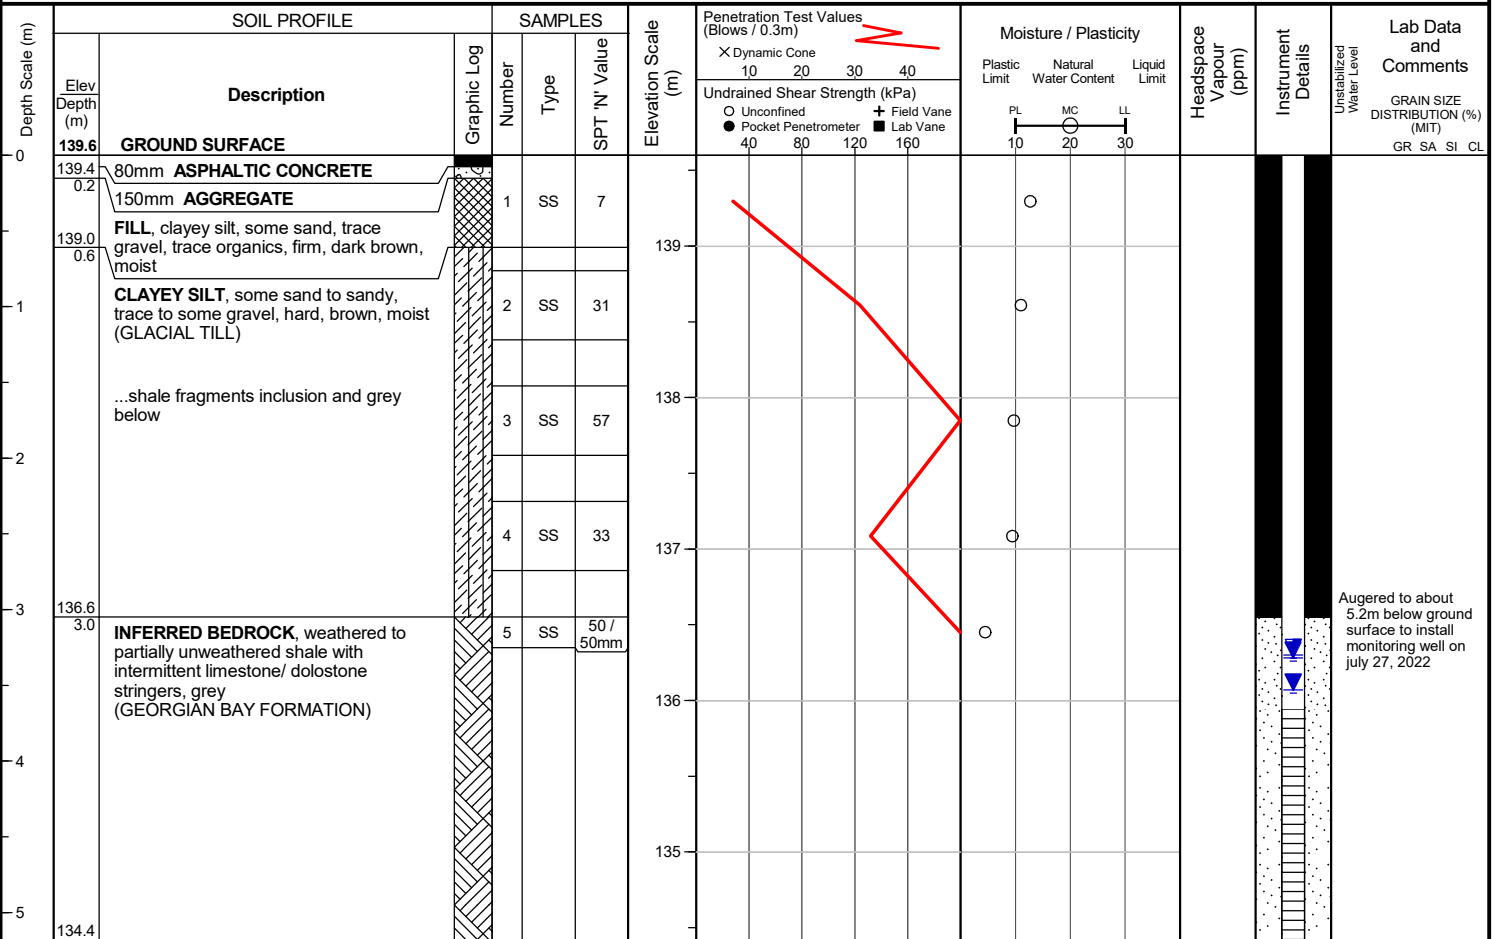 SOIL PROFILE
SAMPLES
Depth Scale (m)
Elev
Depth
(m)
Description
Graphic Log
Number
Type
SPT 'N' Value
Elevation Scale
(m)
Penetration Test Values
(Blows / 0.3m)
Dynamic Cone
10 20 30 40
Undrained Shear Strength (kPa)
Unconfined
Field Vane
Pocket Penetrometer
Lab Vane
40 80 120 160
Moisture / Plasticity
Plastic
Limit
Natural
Water Content
Liquid
Limit
PL MC LL
10 20 30
Headspace
Vapour
(ppm)
Instrument
Details
Unstabilized
Water Level
Lab Data
and
Comments
GRAIN SIZE
DISTRIBUTION (%)
(MIT)
GR SA SI CL
139.6 GROUND SURFACE
0
139.4
0.2
80mm ASPHALTIC CONCRETE
150mm AGGREGATE
1 SS 7
139.0
0.6
FILL, clayey silt, some sand, trace
gravel, trace organics, firm, dark brown,
moist
139
CLAYEY SILT, some sand to sandy,
trace to some gravel, hard, brown, moist
(GLACIAL TILL)
1
2 SS 31
...shale fragments inclusion and grey
below
138
3 SS 57
2
4 SS 33
137
3
136.6
3.0
INFERRED BEDROCK, weathered to
partially unweathered shale with
intermittent limestone/ dolostone
stringers, grey
(GEORGIAN BAY FORMATION)
5 SS 50 /
50mm
Augered to about
5.2m below ground
surface to install
monitoring well on
july 27, 2022
136
4
135
5
134.4